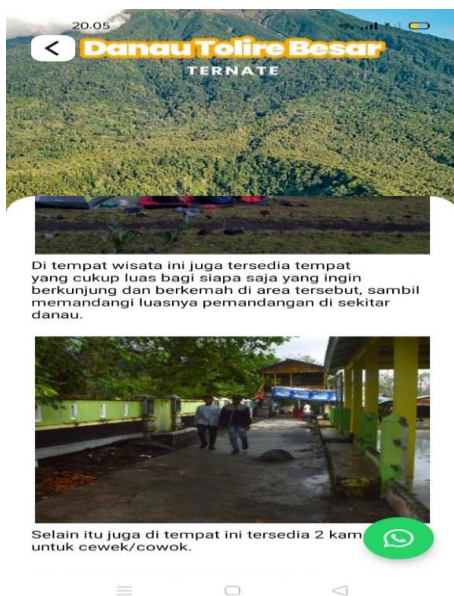 20.05
Danau Tolire Besar
TERNATE
Di tempat wisata ini juga tersedia tempat
yang cukup luas bagi siapa saja yang ingin
berkunjung dan berkemah di area tersebut, sambil
memandangi luasnya pemandangan di sekitar
danau.
Selain itu juga di tempat ini tersedia 2 kam
untuk cewek/cowok.